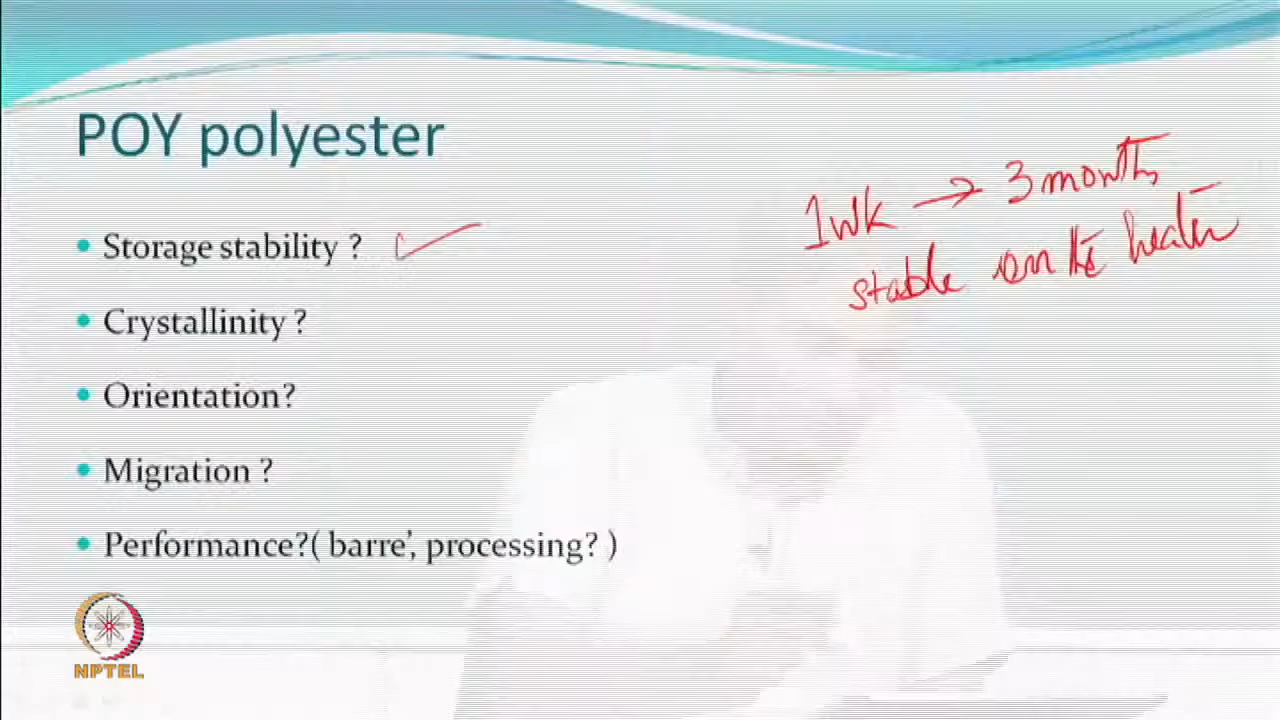 POY polyester
1wk → 3 months
stable on the heater
• Storage stability ?
• Crystallinity ?
• Orientation?
• Migration ?
• Performance?( barre’, processing? )
NPTEL